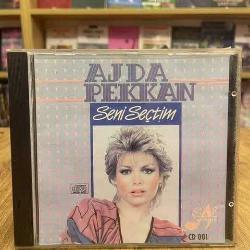 AJDA
PEKKAN
Seni Seçtim
CD 001